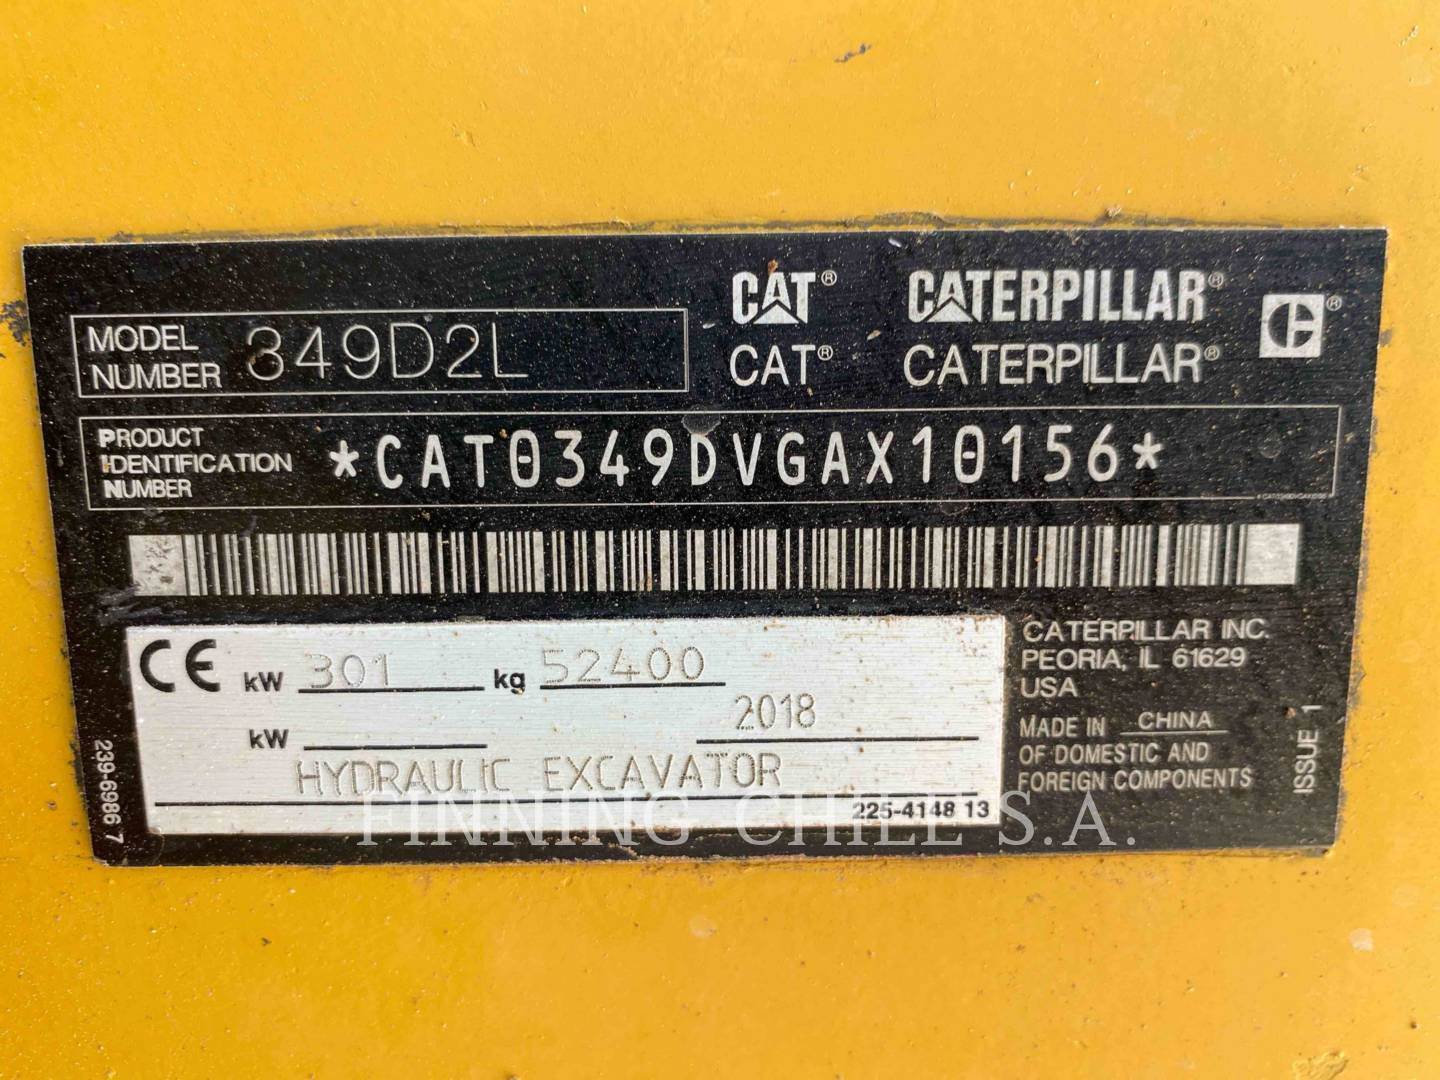 CAT® CATERPILLAR® ®
CAT® CATERPILLAR®
MODEL NUMBER 349D2L
PRODUCT IDENTIFICATION NUMBER *CAT0349DVGAX10156*
CE kW 301 kg 52400
2018
kW
HYDRAULIC EXCAVATOR
225-4148 13
CATERPILLAR INC.
PEORIA, IL 61629
USA
MADE IN CHINA
OF DOMESTIC AND
FOREIGN COMPONENTS
ISSUE 1
239-6986 7
FINNING CHILE S.A.